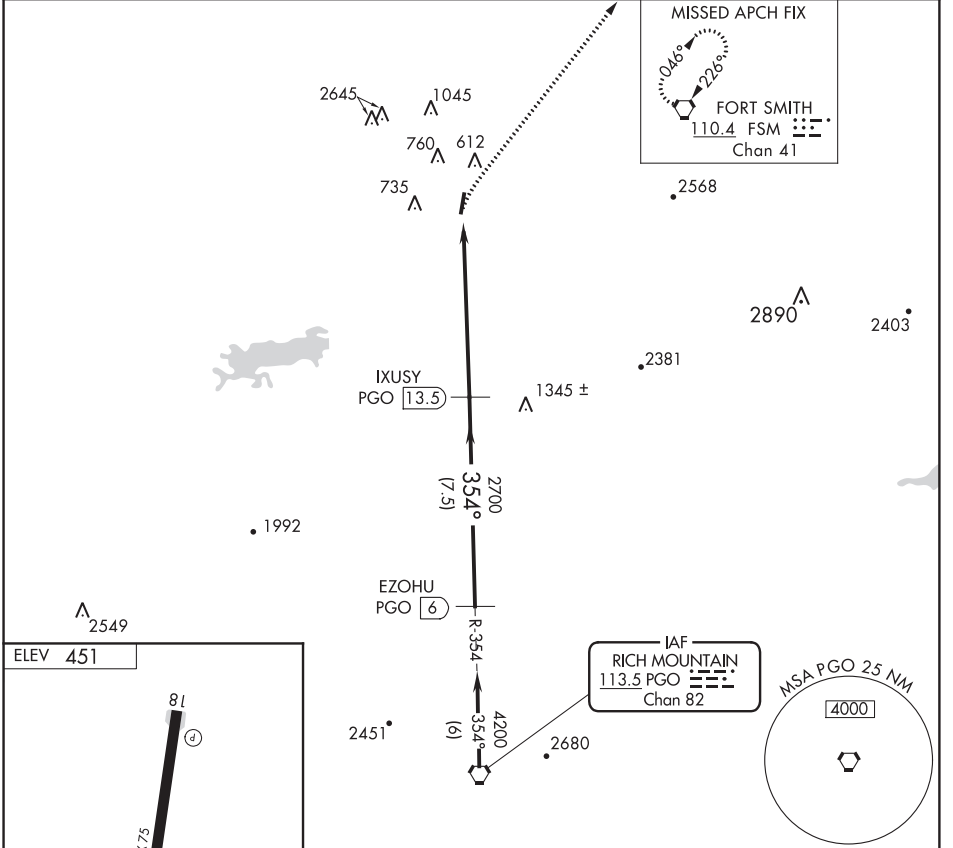 MISSED APCH FIX
046°
226°
FORT SMITH
110.4 FSM
Chan 41
2645
1045
760
612
735
2568
2890
2403
2381
IXUSY
PGO 13.5
1345 ±
2700
354°
(7.5)
1992
EZOHU
PGO 6
2549
R-354
ELEV 451
IAF
RICH MOUNTAIN
113.5 PGO
Chan 82
MSA PGO 25 NM
4000
18
P
4200
354°
(6)
2451
2680